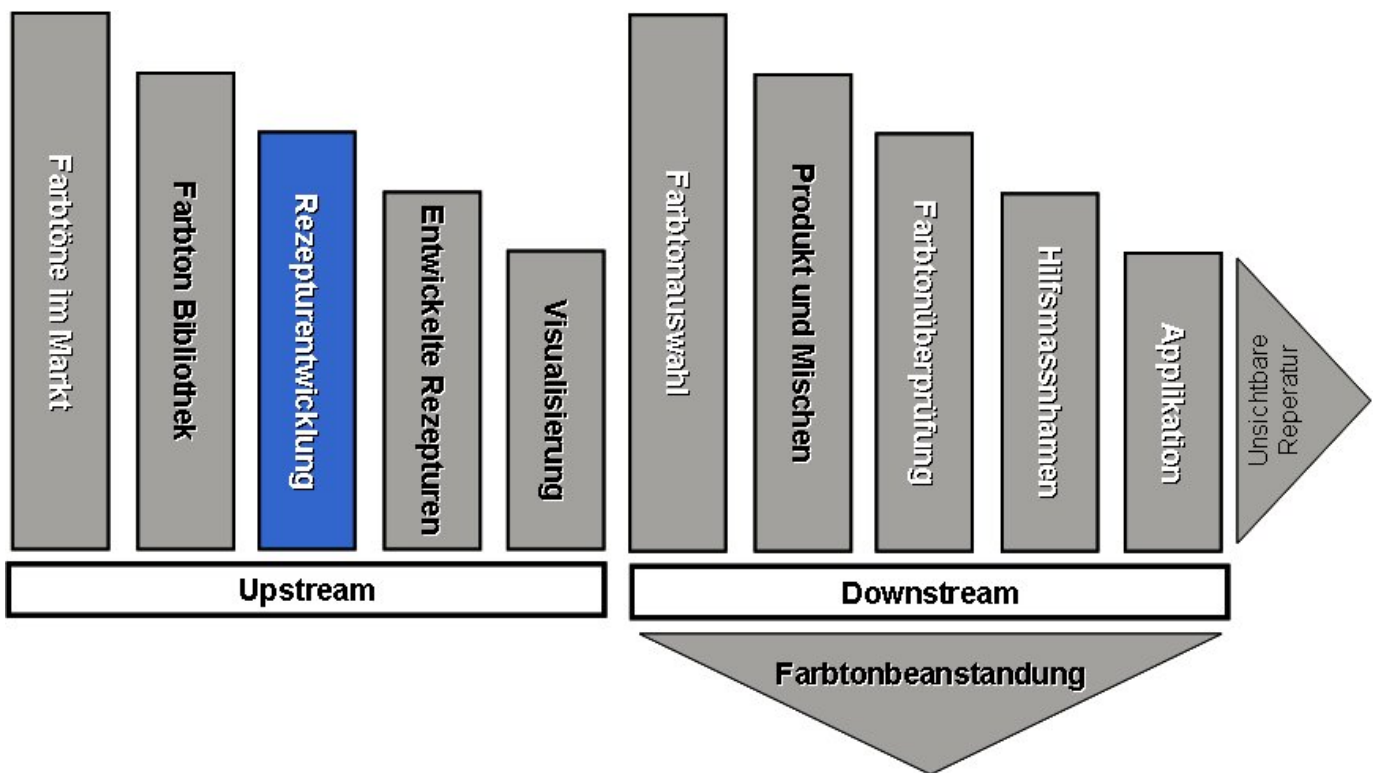 Farbtöne im Markt
Farbton Bibliothek
Rezepturentwicklung
Entwickelte Rezepturen
Visualisierung
Farbtonauswahl
Produkt und Mischen
Farbtonüberprüfung
Hilfsmassnhamen
Applikation
Unsichtbare
Reperatur
Upstream
Downstream
Farbtonbeanstandung